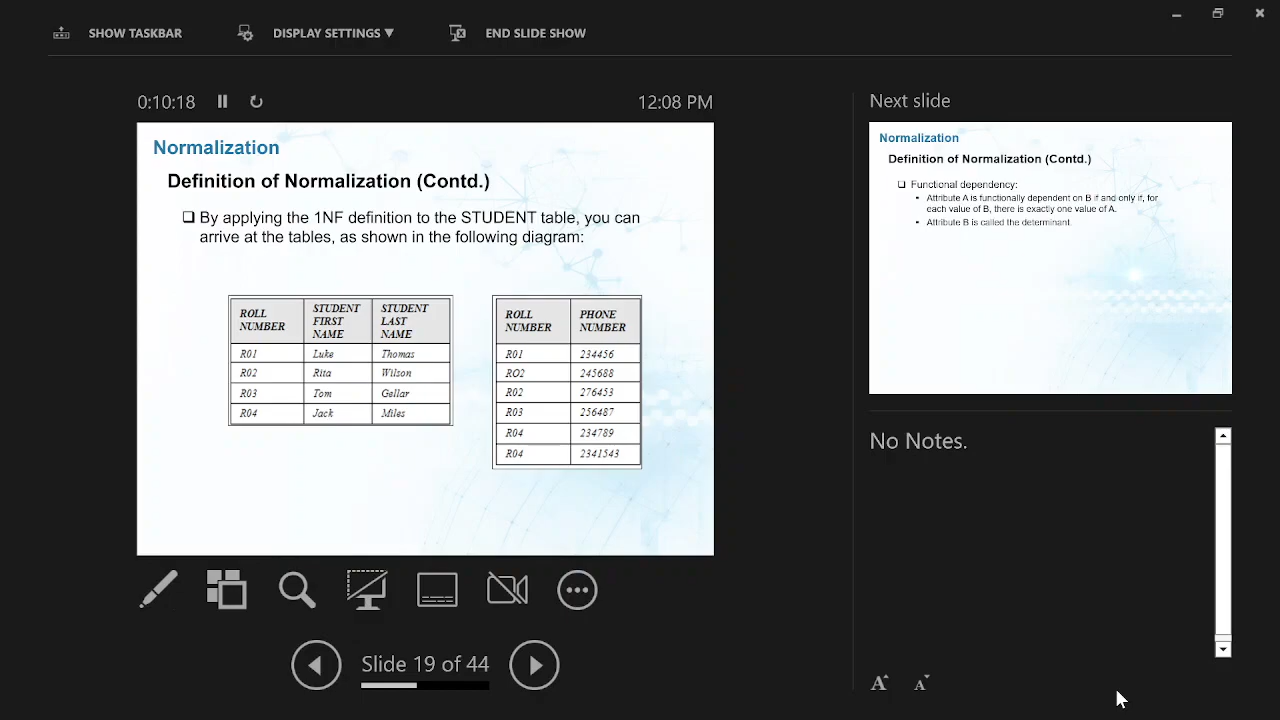 SHOW TASKBAR DISPLAY SETTINGS ▼ END SLIDE SHOW
0:10:18 12:08 PM
Normalization
Definition of Normalization (Contd.)
❑ By applying the 1NF definition to the STUDENT table, you can
arrive at the tables, as shown in the following diagram:
ROLL NUMBER STUDENT FIRST NAME STUDENT LAST NAME
R01 Luke Thomas
R02 Rita Wilson
R03 Tom Gellar
R04 Jack Miles
ROLL NUMBER PHONE NUMBER
R01 234456
RO2 245688
R02 276453
R03 256487
R04 234789
R04 2341543
Slide 19 of 44
Next slide
Normalization
Definition of Normalization (Contd.)
❑ Functional dependency:
• Attribute A is functionally dependent on B if and only if, for
each value of B, there is exactly one value of A.
• Attribute B is called the determinant.
No Notes.
A A